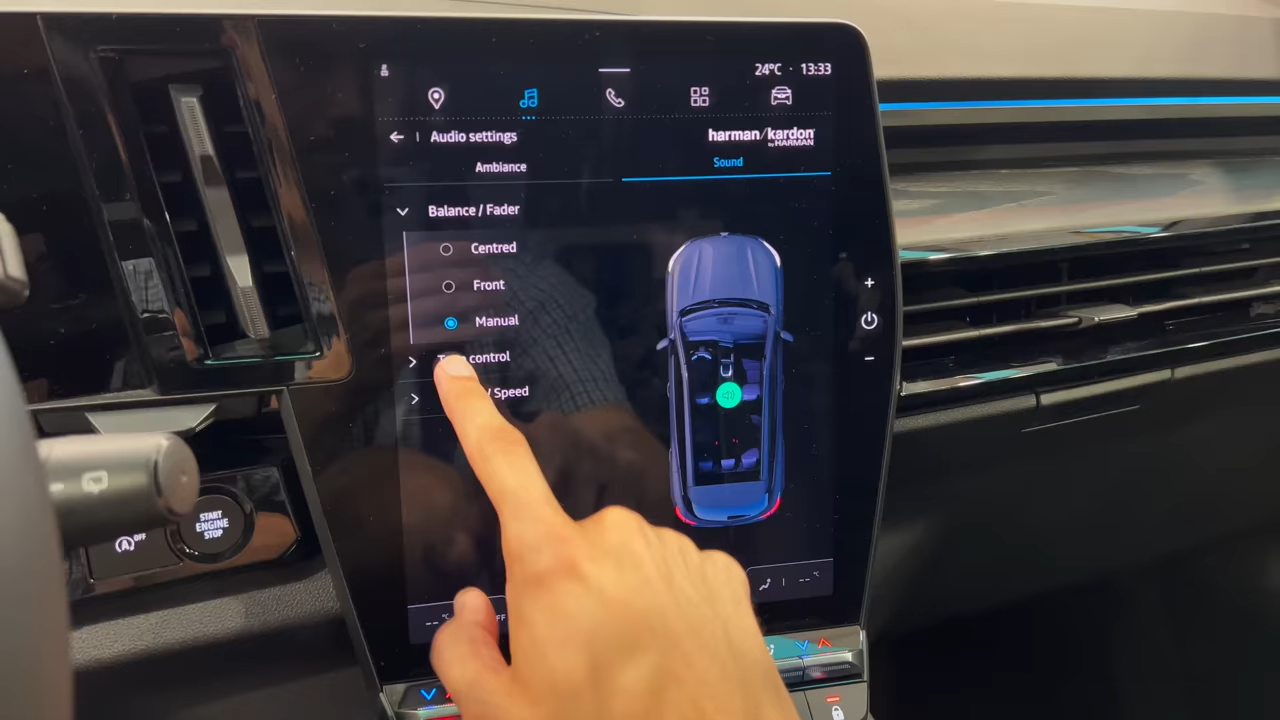 24°C · 13:33
Audio settings
harman/kardon
by HARMAN
Ambiance
Sound
Balance / Fader
Centred
Front
Manual
control
/ Speed
START
ENGINE
STOP
OFF
-- °C
-- °C